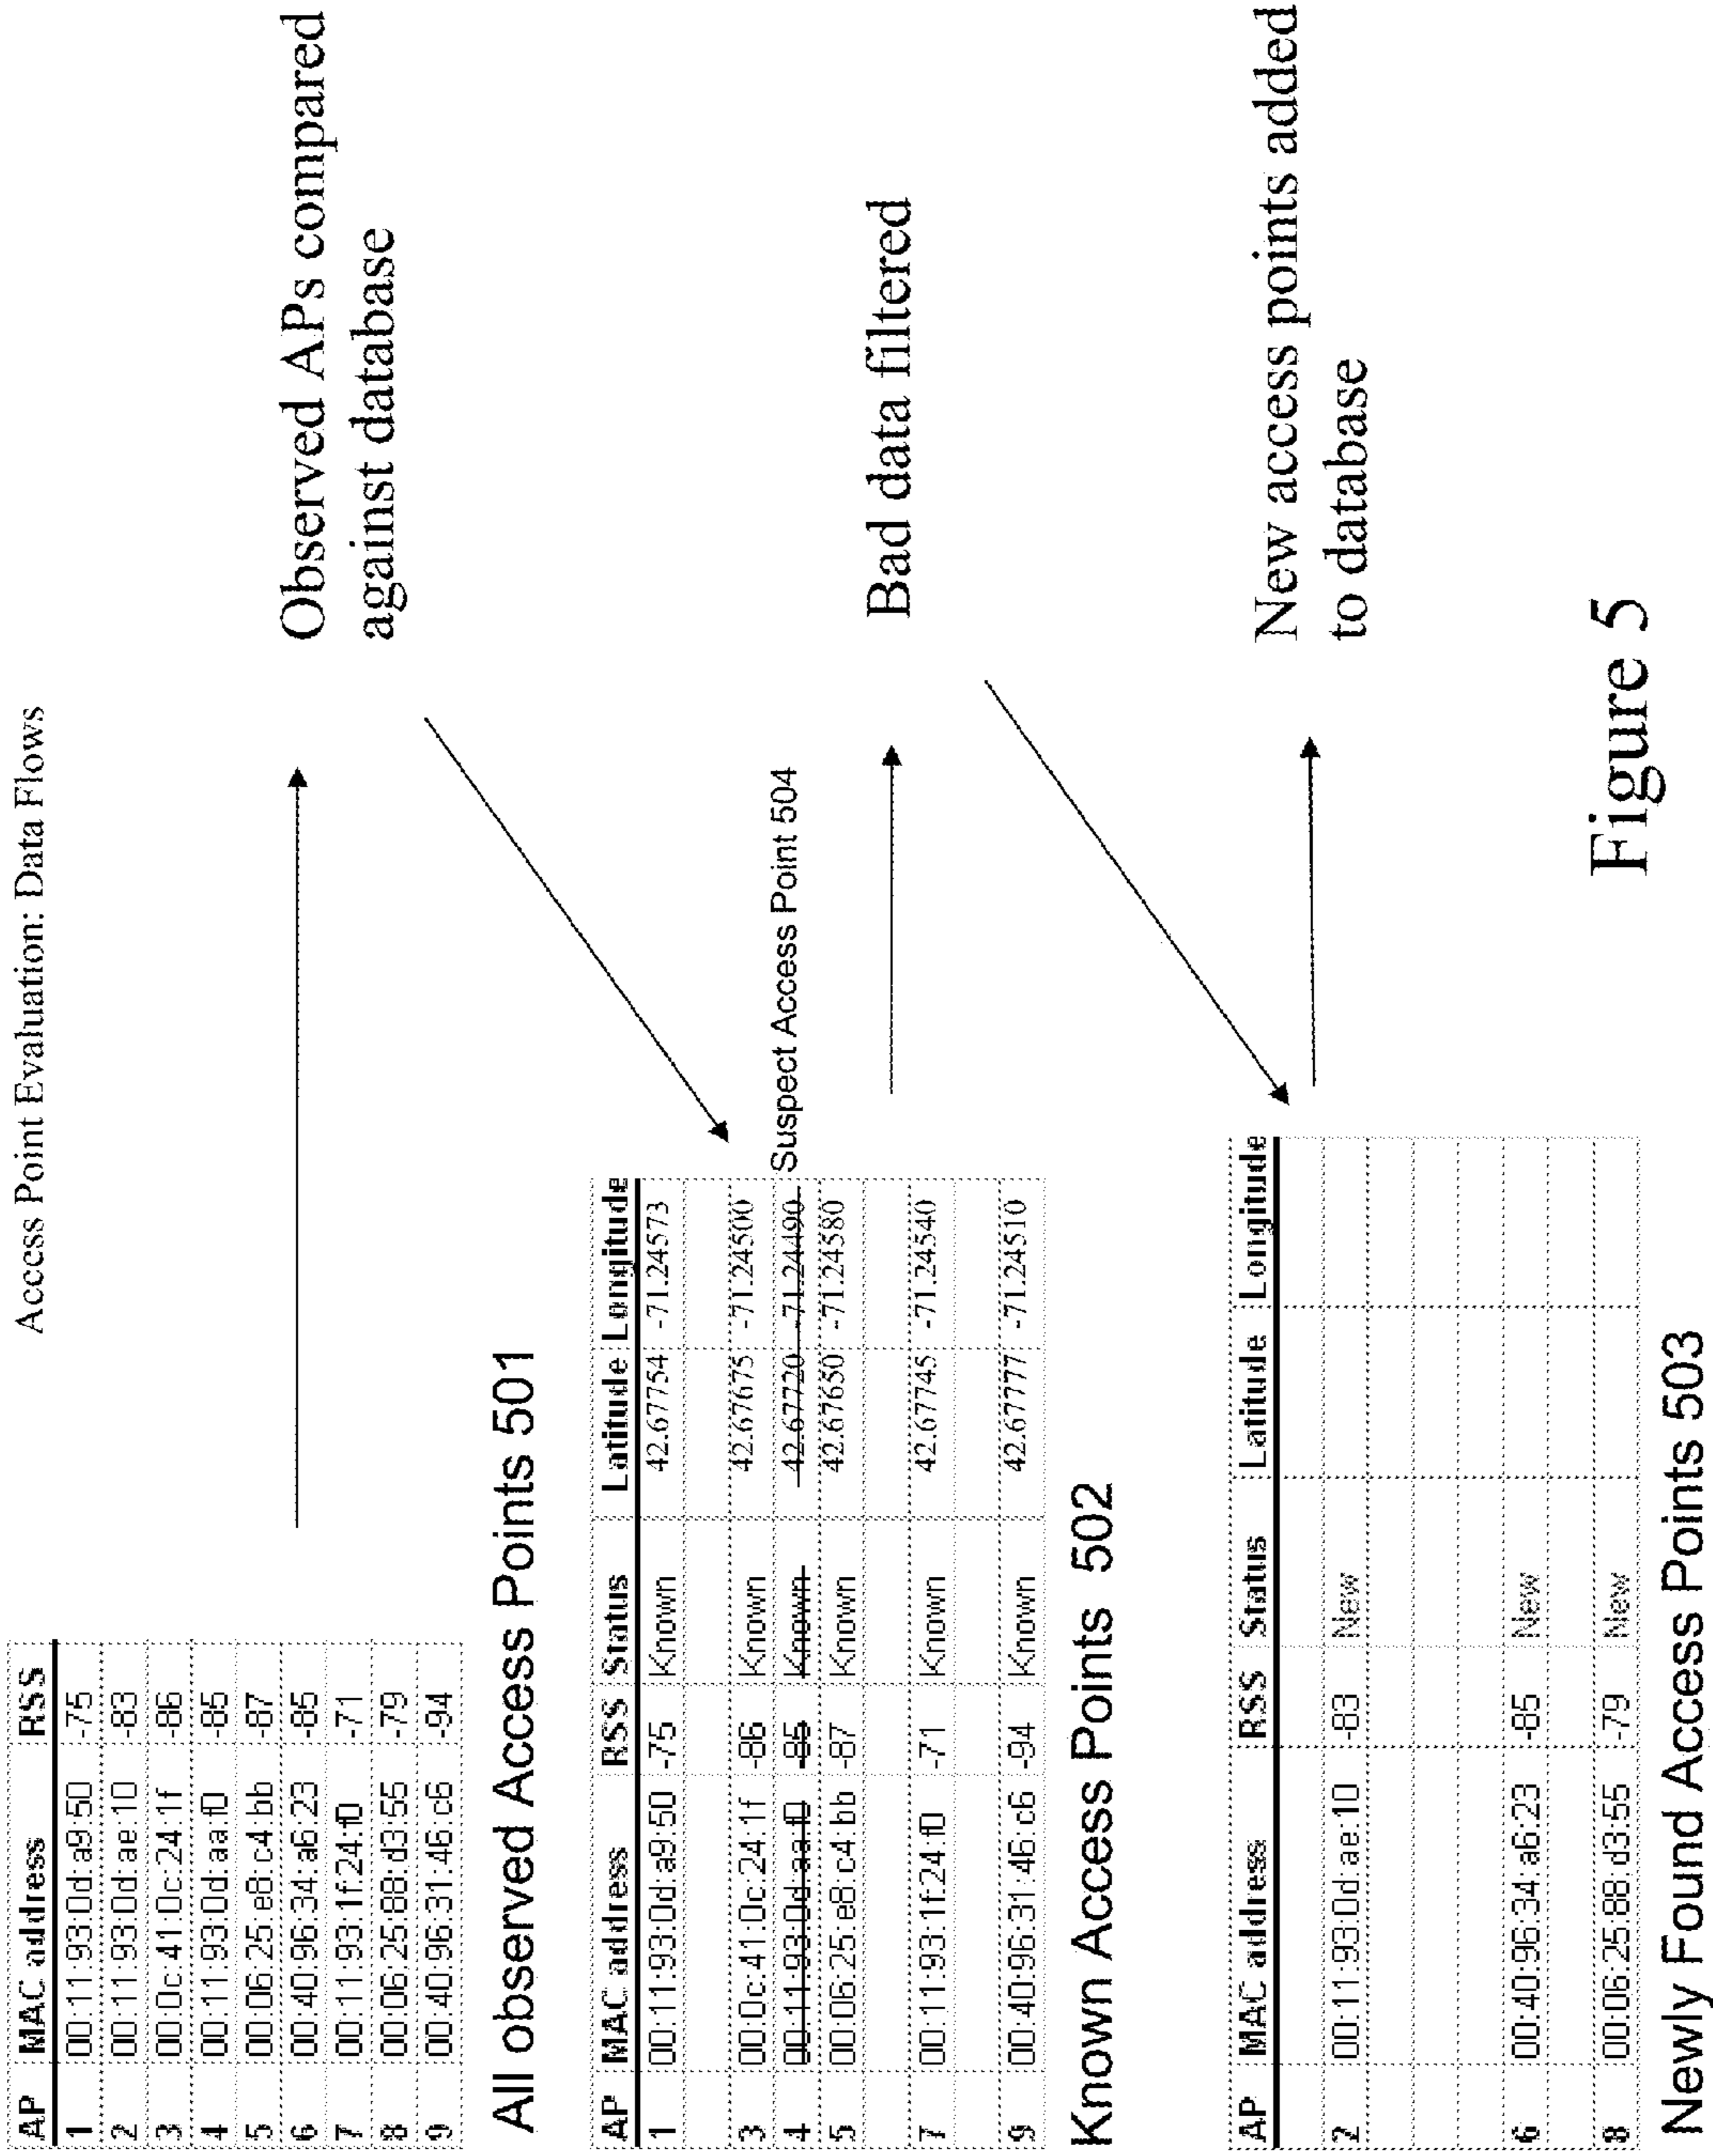 Access Point Evaluation: Data Flows
AP MAC address RSS
1 00:11:93:0d:a9:50 -75
2 00:11:93:0d:ae:10 -83
3 00:0c:41:0c:24:1f -86
4 00:11:93:0d:aa:f0 -85
5 00:06:25:e8:c4:bb -87
6 00:40:96:34:a6:23 -85
7 00:11:93:1f:24:f0 -71
8 00:06:25:88:d3:55 -79
9 00:40:96:31:46:c6 -94
All observed Access Points 501
Observed APs compared
against database
AP MAC address RSS Status Latitude Longitude
1 00:11:93:0d:a9:50 -75 Known 42.67754 -71.24573
3 00:0c:41:0c:24:1f -86 Known 42.67675 -71.24500
4 00:11:93:0d:aa:f0 -85 Known 42.67720 -71.24490 Suspect Access Point 504
5 00:06:25:e8:c4:bb -87 Known 42.67650 -71.24580
7 00:11:93:1f:24:f0 -71 Known 42.67745 -71.24540
9 00:40:96:31:46:c6 -94 Known 42.67777 -71.24510
Known Access Points 502
Bad data filtered
AP MAC address RSS Status Latitude Longitude
2 00:11:93:0d:ae:10 -83 New
6 00:40:96:34:a6:23 -85 New
8 00:06:25:88:d3:55 -79 New
Newly Found Access Points 503
New access points added
to database
Figure 5